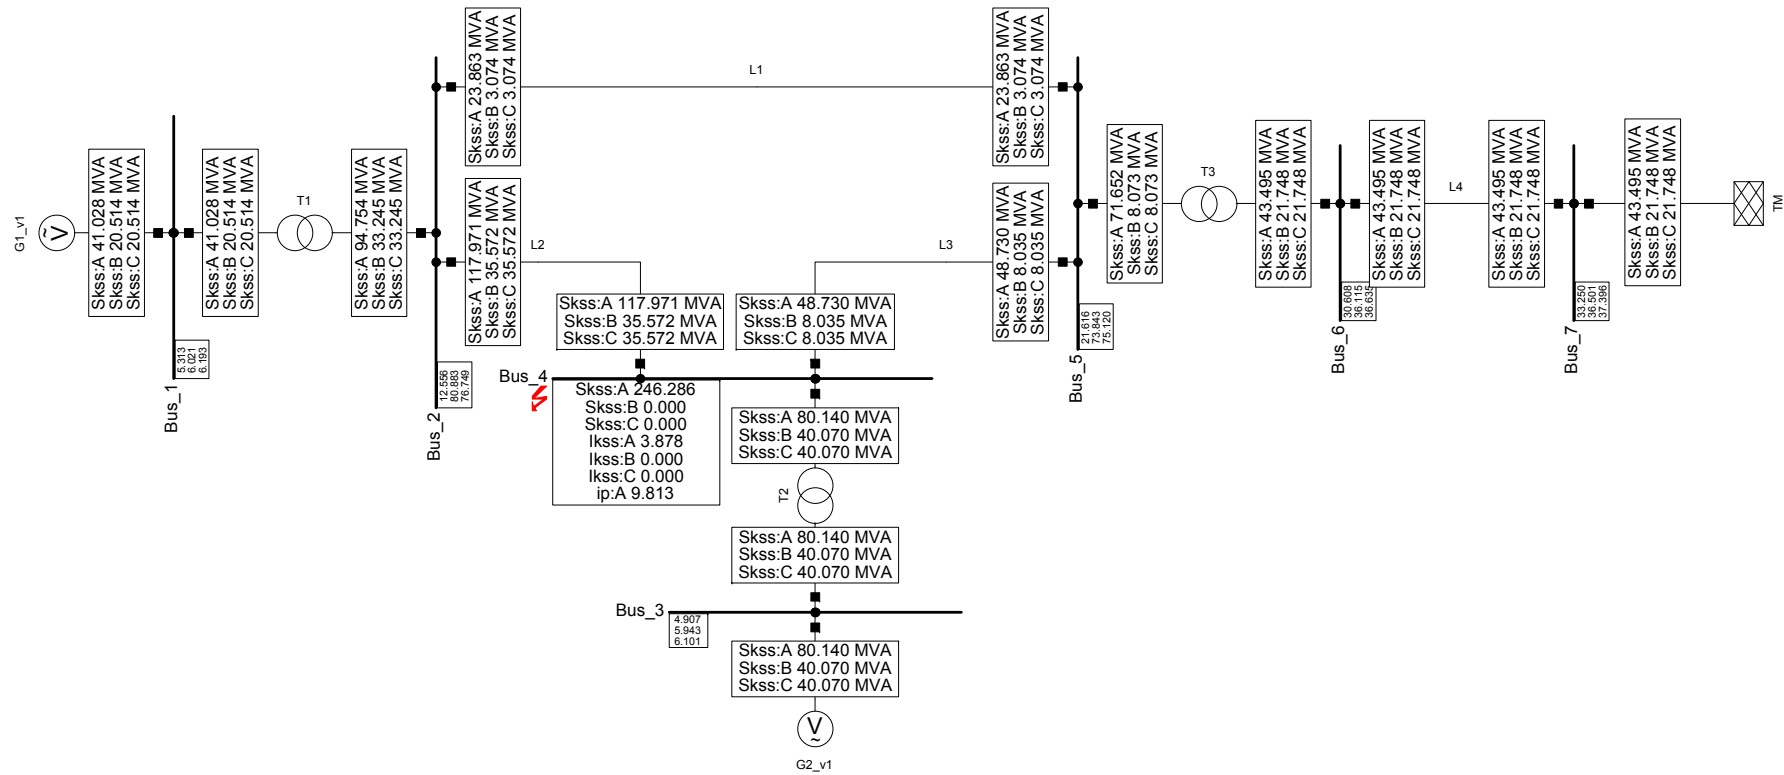 G1_v1
Skss:A 41.028 MVA
Skss:B 20.514 MVA
Skss:C 20.514 MVA
Bus_1
5.313
6.021
6.193
Skss:A 41.028 MVA
Skss:B 20.514 MVA
Skss:C 20.514 MVA
T1
Skss:A 94.754 MVA
Skss:B 33.245 MVA
Skss:C 33.245 MVA
Bus_2
12.556
80.883
76.749
Skss:A 23.863 MVA
Skss:B 3.074 MVA
Skss:C 3.074 MVA
L1
Skss:A 23.863 MVA
Skss:B 3.074 MVA
Skss:C 3.074 MVA
Skss:A 117.971 MVA
Skss:B 35.572 MVA
Skss:C 35.572 MVA
L2
Skss:A 117.971 MVA
Skss:B 35.572 MVA
Skss:C 35.572 MVA
Skss:A 48.730 MVA
Skss:B 8.035 MVA
Skss:C 8.035 MVA
L3
Skss:A 48.730 MVA
Skss:B 8.035 MVA
Skss:C 8.035 MVA
Bus_5
21.616
73.843
75.120
Skss:A 71.652 MVA
Skss:B 8.073 MVA
Skss:C 8.073 MVA
T3
Skss:A 43.495 MVA
Skss:B 21.748 MVA
Skss:C 21.748 MVA
Bus_6
30.608
36.115
36.635
Skss:A 43.495 MVA
Skss:B 21.748 MVA
Skss:C 21.748 MVA
L4
Skss:A 43.495 MVA
Skss:B 21.748 MVA
Skss:C 21.748 MVA
Bus_7
33.250
36.501
37.396
Skss:A 43.495 MVA
Skss:B 21.748 MVA
Skss:C 21.748 MVA
TM
Bus_4
Skss:A 246.286
Skss:B 0.000
Skss:C 0.000
Ikss:A 3.878
Ikss:B 0.000
Ikss:C 0.000
ip:A 9.813
Skss:A 80.140 MVA
Skss:B 40.070 MVA
Skss:C 40.070 MVA
T2
Skss:A 80.140 MVA
Skss:B 40.070 MVA
Skss:C 40.070 MVA
Bus_3
4.907
5.943
6.101
Skss:A 80.140 MVA
Skss:B 40.070 MVA
Skss:C 40.070 MVA
V
~
G2_v1
V
~